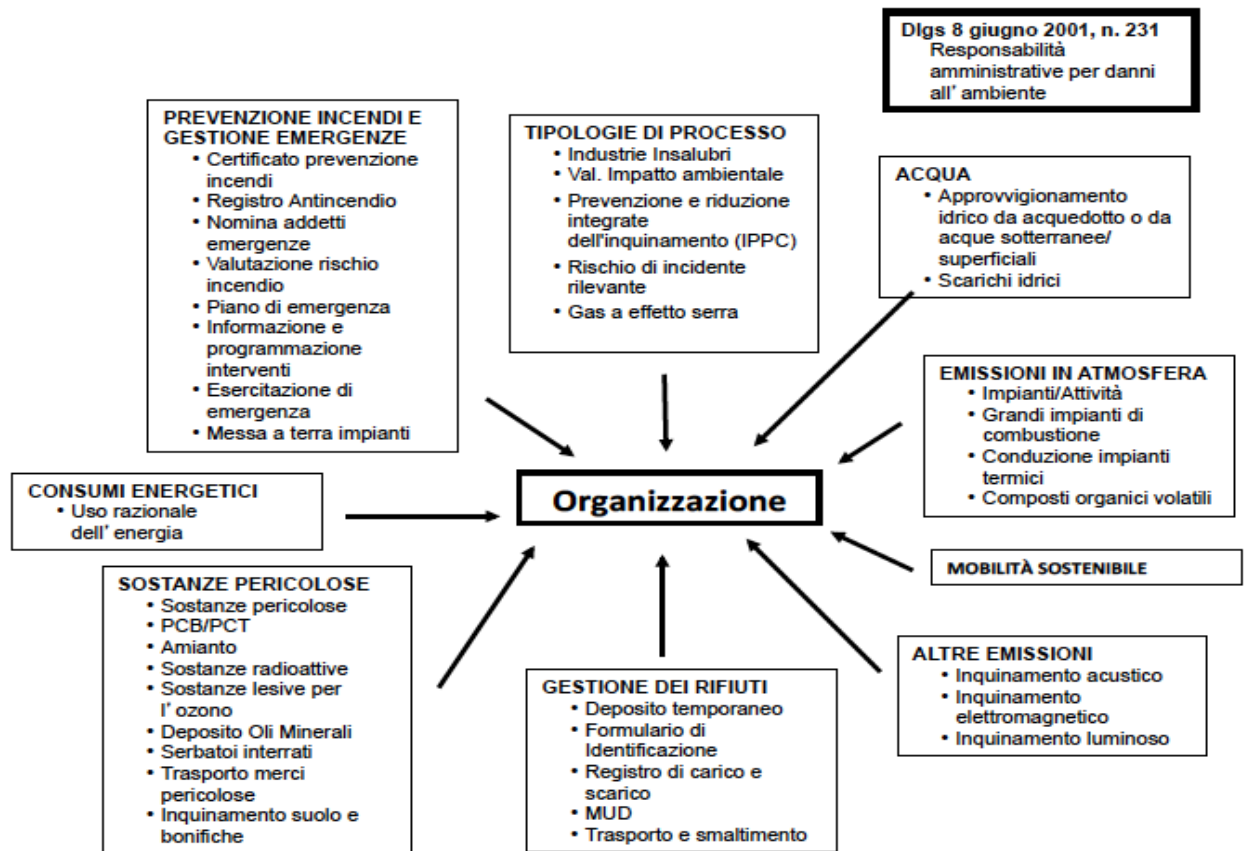 Dlgs 8 giugno 2001, n. 231
Responsabilità
amministrative per danni
all' ambiente
PREVENZIONE INCENDI E
GESTIONE EMERGENZE
• Certificato prevenzione
incendi
• Registro Antincendio
• Nomina addetti
emergenze
• Valutazione rischio
incendio
• Piano di emergenza
• Informazione e
programmazione
interventi
• Esercitazione di
emergenza
• Messa a terra impianti
TIPOLOGIE DI PROCESSO
• Industrie Insalubri
• Val. Impatto ambientale
• Prevenzione e riduzione
integrate
dell'inquinamento (IPPC)
• Rischio di incidente
rilevante
• Gas a effetto serra
ACQUA
• Approvvigionamento
idrico da acquedotto o da
acque sotterranee/
superficiali
• Scarichi idrici
EMISSIONI IN ATMOSFERA
• Impianti/Attività
• Grandi impianti di
combustione
• Conduzione impianti
termici
• Composti organici volatili
CONSUMI ENERGETICI
• Uso razionale
dell' energia
Organizzazione
MOBILITÀ SOSTENIBILE
SOSTANZE PERICOLOSE
• Sostanze pericolose
• PCB/PCT
• Amianto
• Sostanze radioattive
• Sostanze lesive per
l' ozono
• Deposito Oli Minerali
• Serbatoi interrati
• Trasporto merci
pericolose
• Inquinamento suolo e
bonifiche
GESTIONE DEI RIFIUTI
• Deposito temporaneo
• Formulario di
Identificazione
• Registro di carico e
scarico
• MUD
• Trasporto e smaltimento
ALTRE EMISSIONI
• Inquinamento acustico
• Inquinamento
elettromagnetico
• Inquinamento luminoso